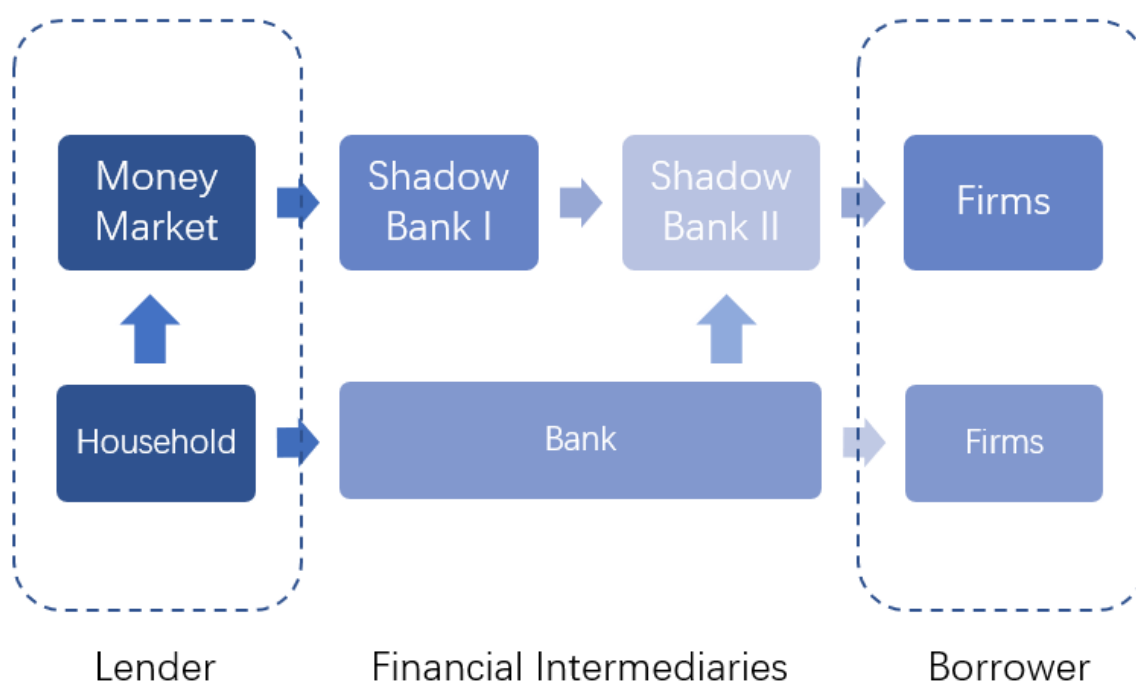 Money
Market
Shadow
Bank I
Shadow
Bank II
Firms
Household
Bank
Firms
Lender
Financial Intermediaries
Borrower